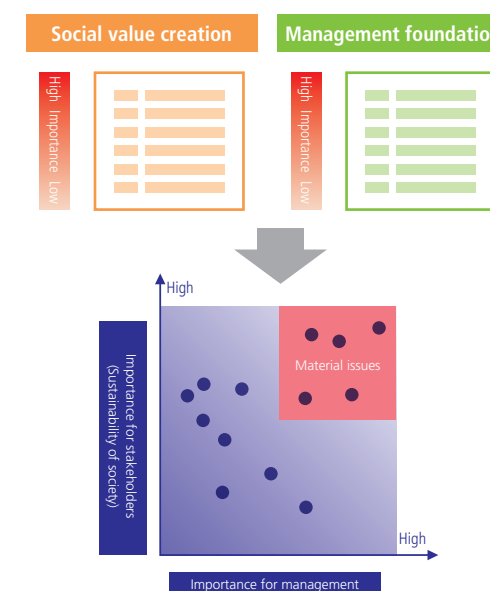 Social value creation
Management foundatio
High Importance Low
High Importance Low
High
Material issues
Importance for stakeholders
(Sustainability of society)
High
Importance for management